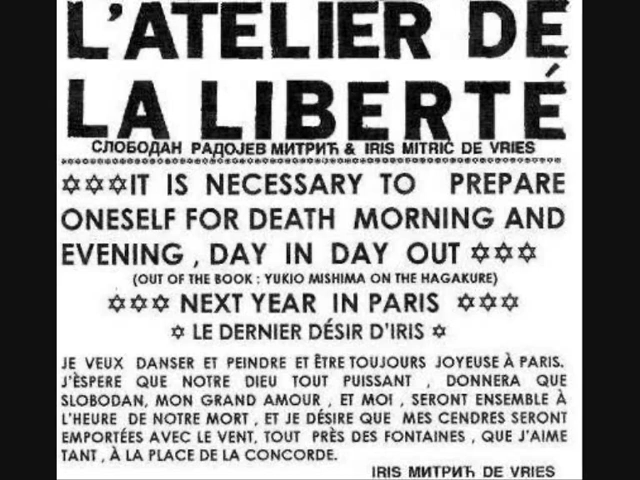 L'ATELIER DE
LA LIBERTÉ
СЛОБОДАН РАДОЈЕВ МИТРИЋ & IRIS MITRIĆ DE VRIES
✡✡✡IT IS NECESSARY TO PREPARE
ONESELF FOR DEATH MORNING AND
EVENING , DAY IN DAY OUT ✡✡✡
(OUT OF THE BOOK : YUKIO MISHIMA ON THE HAGAKURE)
✡✡✡ NEXT YEAR IN PARIS ✡✡✡
✡ LE DERNIER DÉSIR D'IRIS ✡
JE VEUX DANSER ET PEINDRE ET ÊTRE TOUJOURS JOYEUSE À PARIS.
J'ÈSPERE QUE NOTRE DIEU TOUT PUISSANT , DONNERA QUE
SLOBODAN, MON GRAND AMOUR , ET MOI , SERONT ENSEMBLE À
L'HEURE DE NOTRE MORT , ET JE DÉSIRE QUE MES CENDRES SERONT
EMPORTÉES AVEC LE VENT, TOUT PRÈS DES FONTAINES , QUE J'AIME
TANT , À LA PLACE DE LA CONCORDE.
IRIS МИТРИЋ DE VRIES